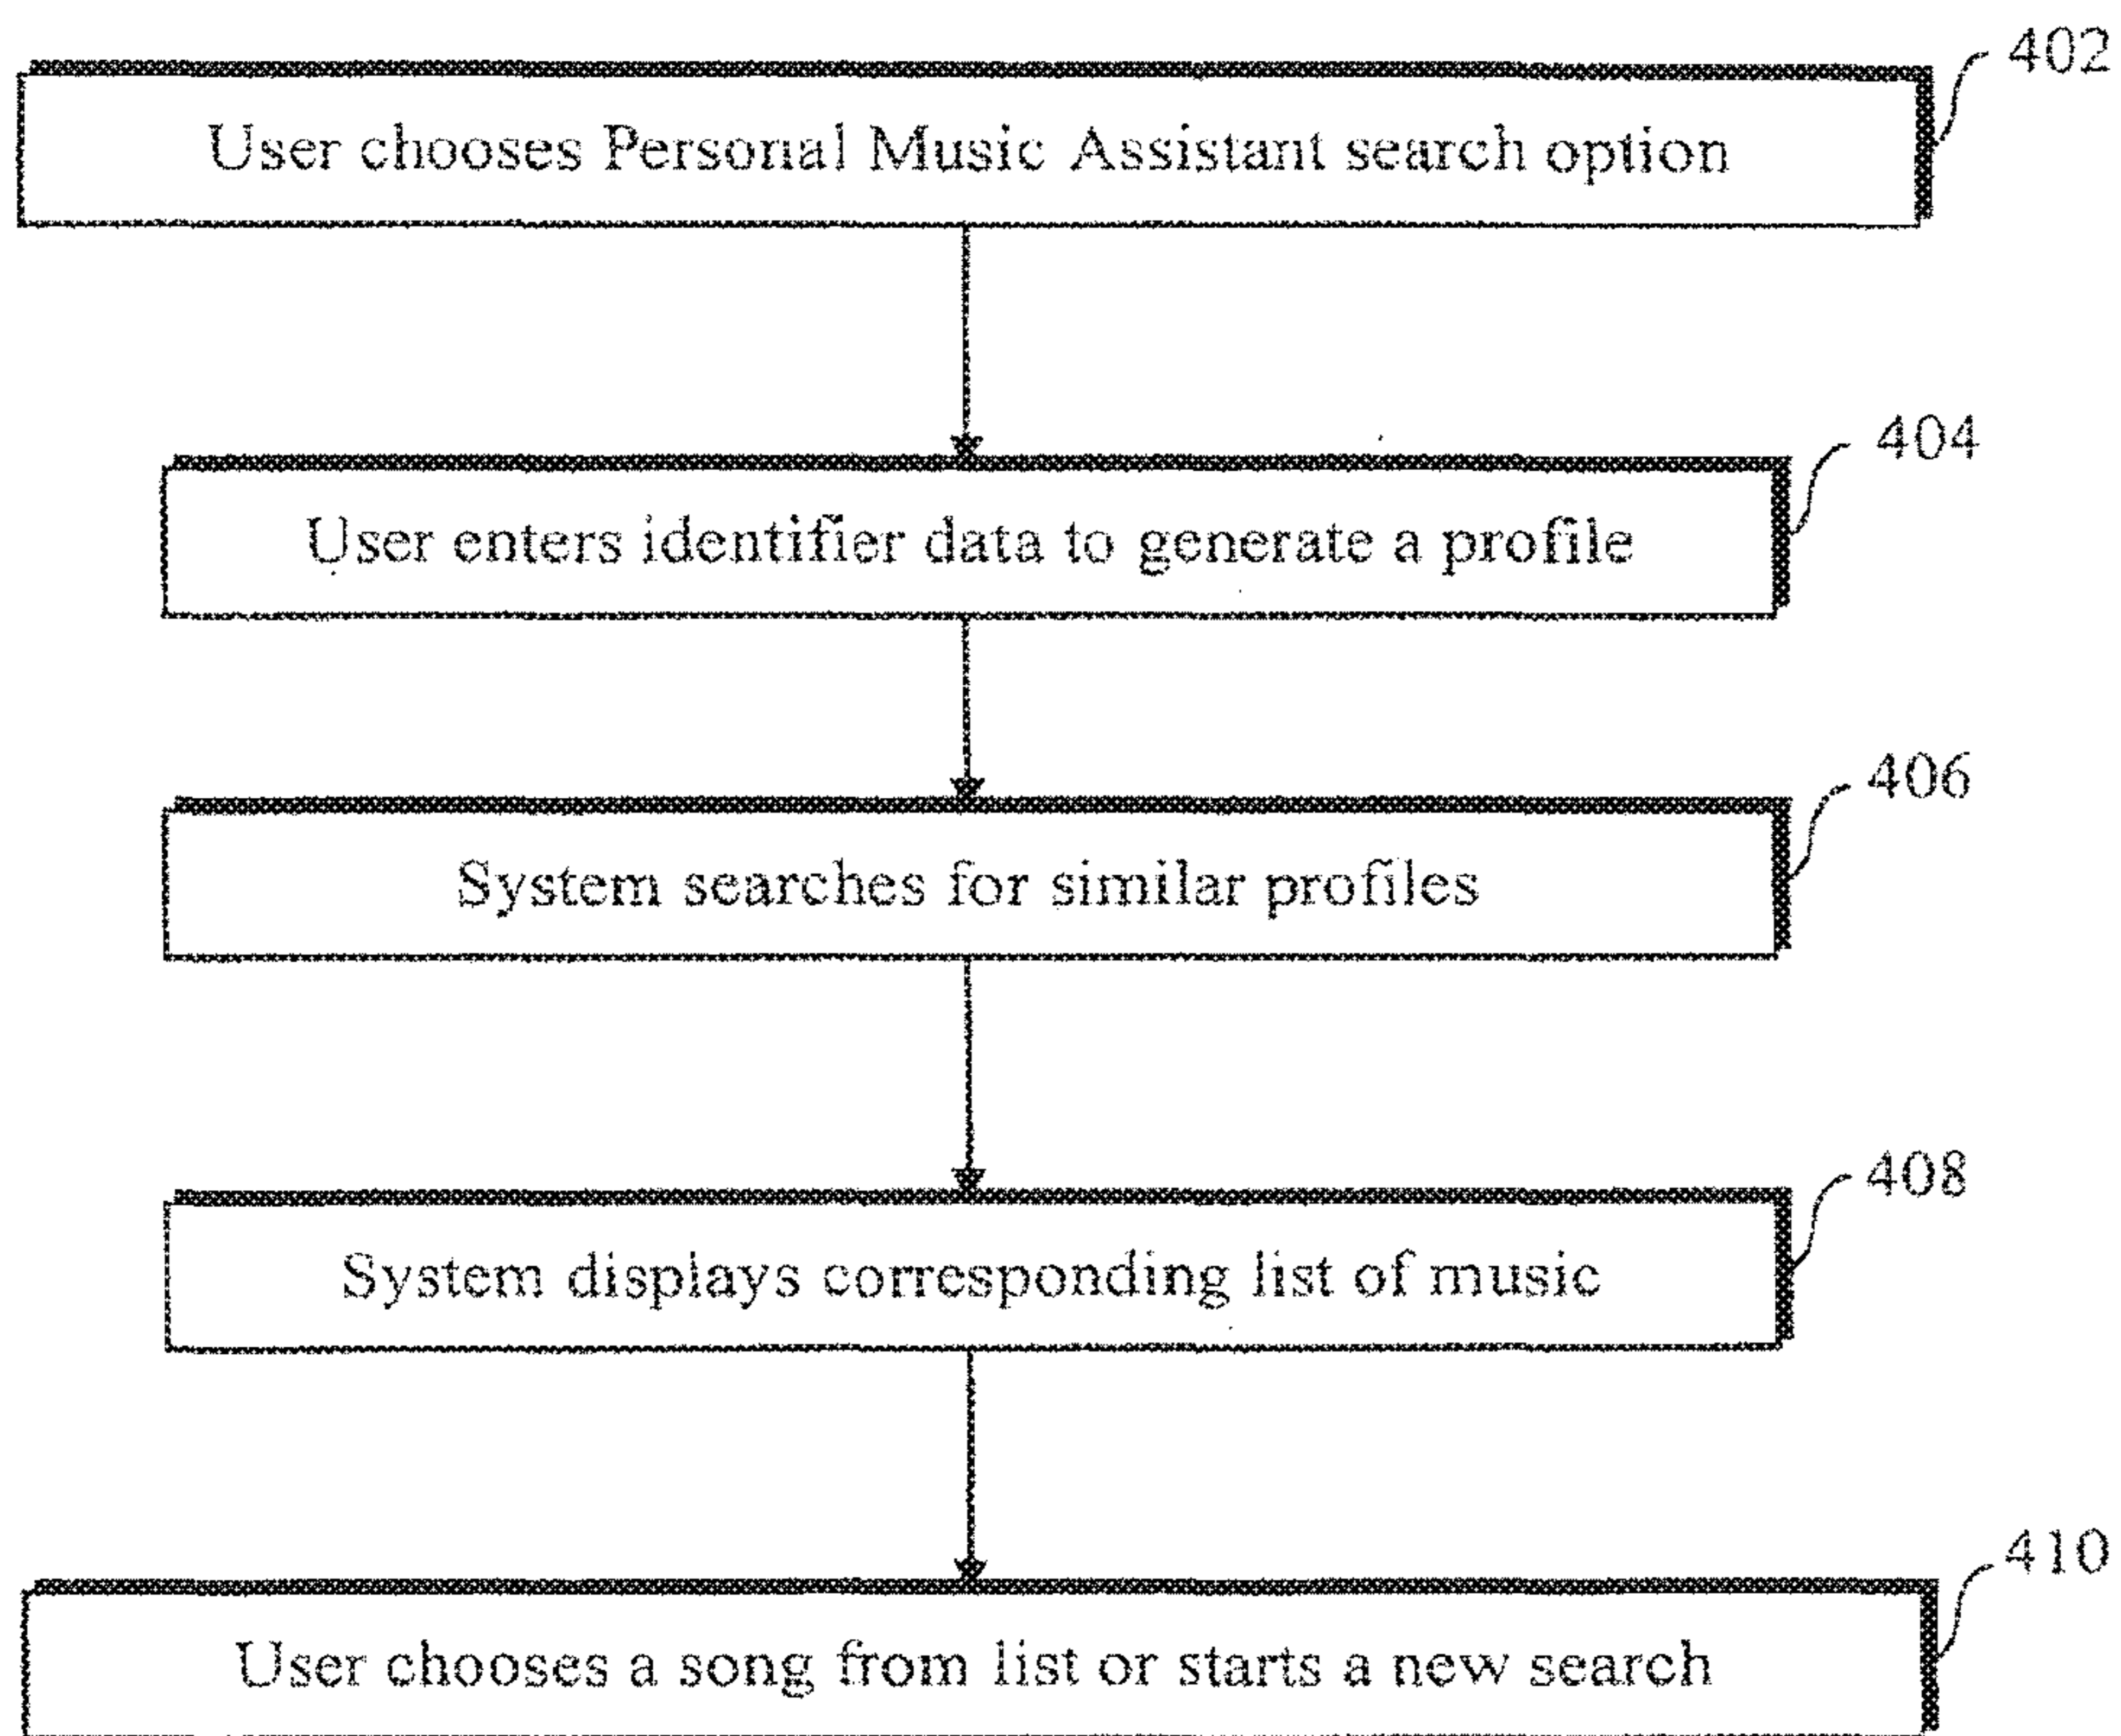 402
User chooses Personal Music Assistant search option
404
User enters identifier data to generate a profile
406
System searches for similar profiles
408
System displays corresponding list of music
410
User chooses a song from list or starts a new search